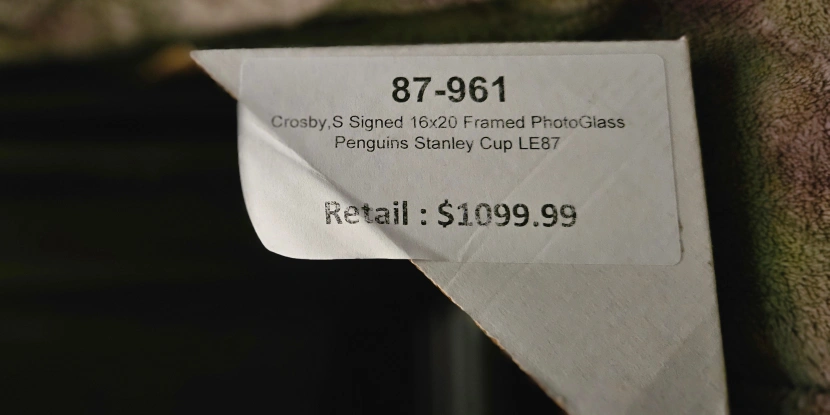 87-961
Crosby,S Signed 16x20 Framed PhotoGlass
Penguins Stanley Cup LE87
Retail : $1099.99